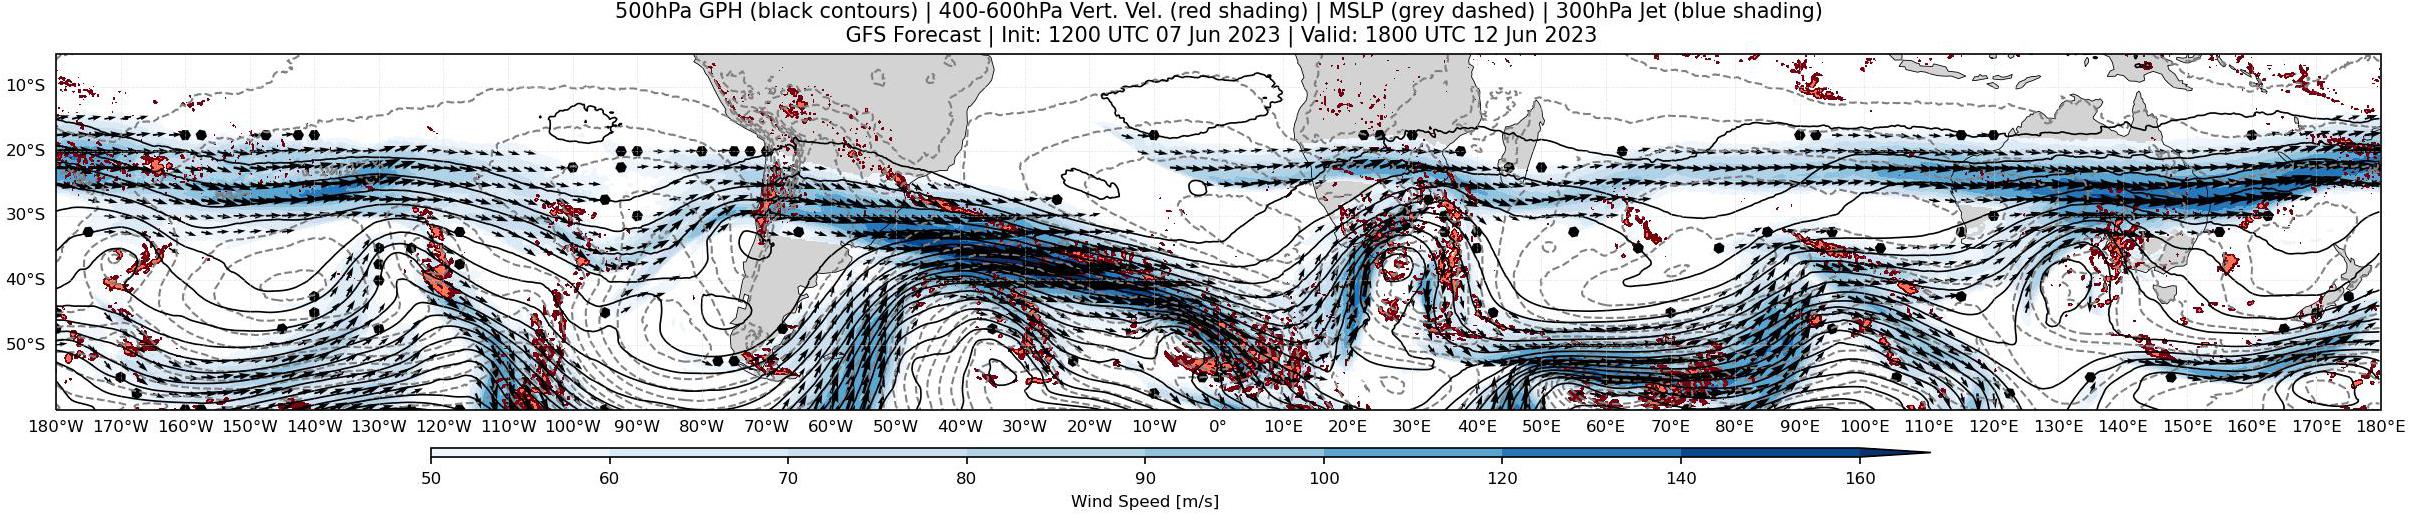 500hPa GPH (black contours) | 400-600hPa Vert. Vel. (red shading) | MSLP (grey dashed) | 300hPa Jet (blue shading)
GFS Forecast | Init: 1200 UTC 07 Jun 2023 | Valid: 1800 UTC 12 Jun 2023
10°S
20°S
30°S
40°S
50°S
180°W 170°W 160°W 150°W 140°W 130°W 120°W 110°W 100°W 90°W 80°W 70°W 60°W 50°W 40°W 30°W 20°W 10°W 0° 10°E 20°E 30°E 40°E 50°E 60°E 70°E 80°E 90°E 100°E 110°E 120°E 130°E 140°E 150°E 160°E 170°E 180°E
50 60 70 80 90 100 120 140 160
Wind Speed [m/s]